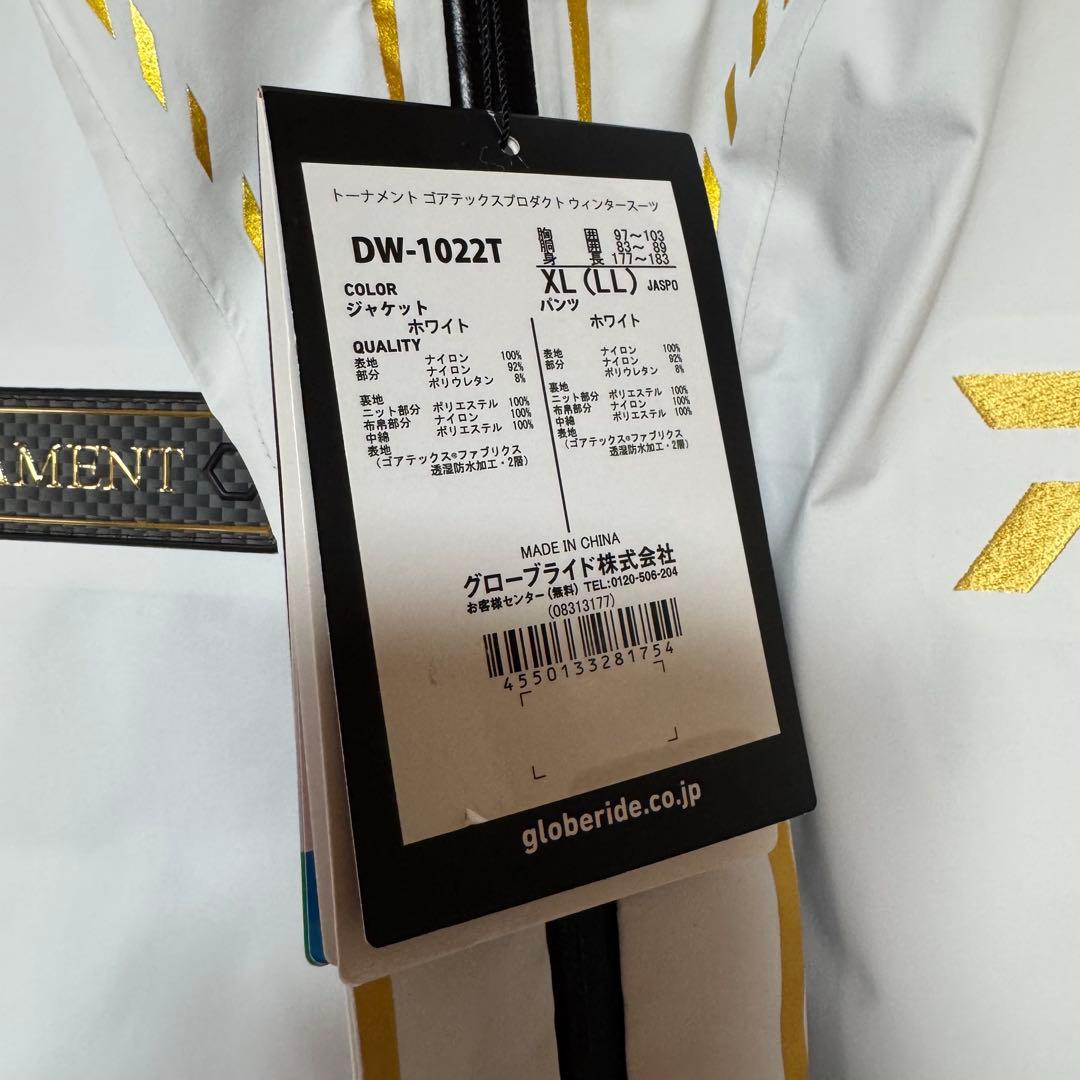 トーナメント ゴアテックスプロダクト ウィンタースーツ
DW-1022T
胸 囲 97～103
胴 囲 83～ 89
身 長 177～183
XL(LL) JASPO
COLOR
ジャケット
ホワイト
パンツ
ホワイト
QUALITY
表地 ナイロン 100%
部分 ナイロン 92%
ポリウレタン 8%
裏地
ニット部分 ポリエステル 100%
布帛部分 ナイロン 100%
中綿 ポリエステル 100%
表地
(ゴアテックス®ファブリクス
透湿防水加工・2層)
表地 ナイロン 100%
部分 ナイロン 92%
ポリウレタン 8%
裏地
ニット部分 ポリエステル 100%
布帛部分 ナイロン 100%
中綿 ポリエステル 100%
表地
(ゴアテックス®ファブリクス
透湿防水加工・2層)
MADE IN CHINA
グローブライド株式会社
お客様センター(無料) TEL:0120-506-204
(08313177)
4550133281754
globeride.co.jp
AMENT